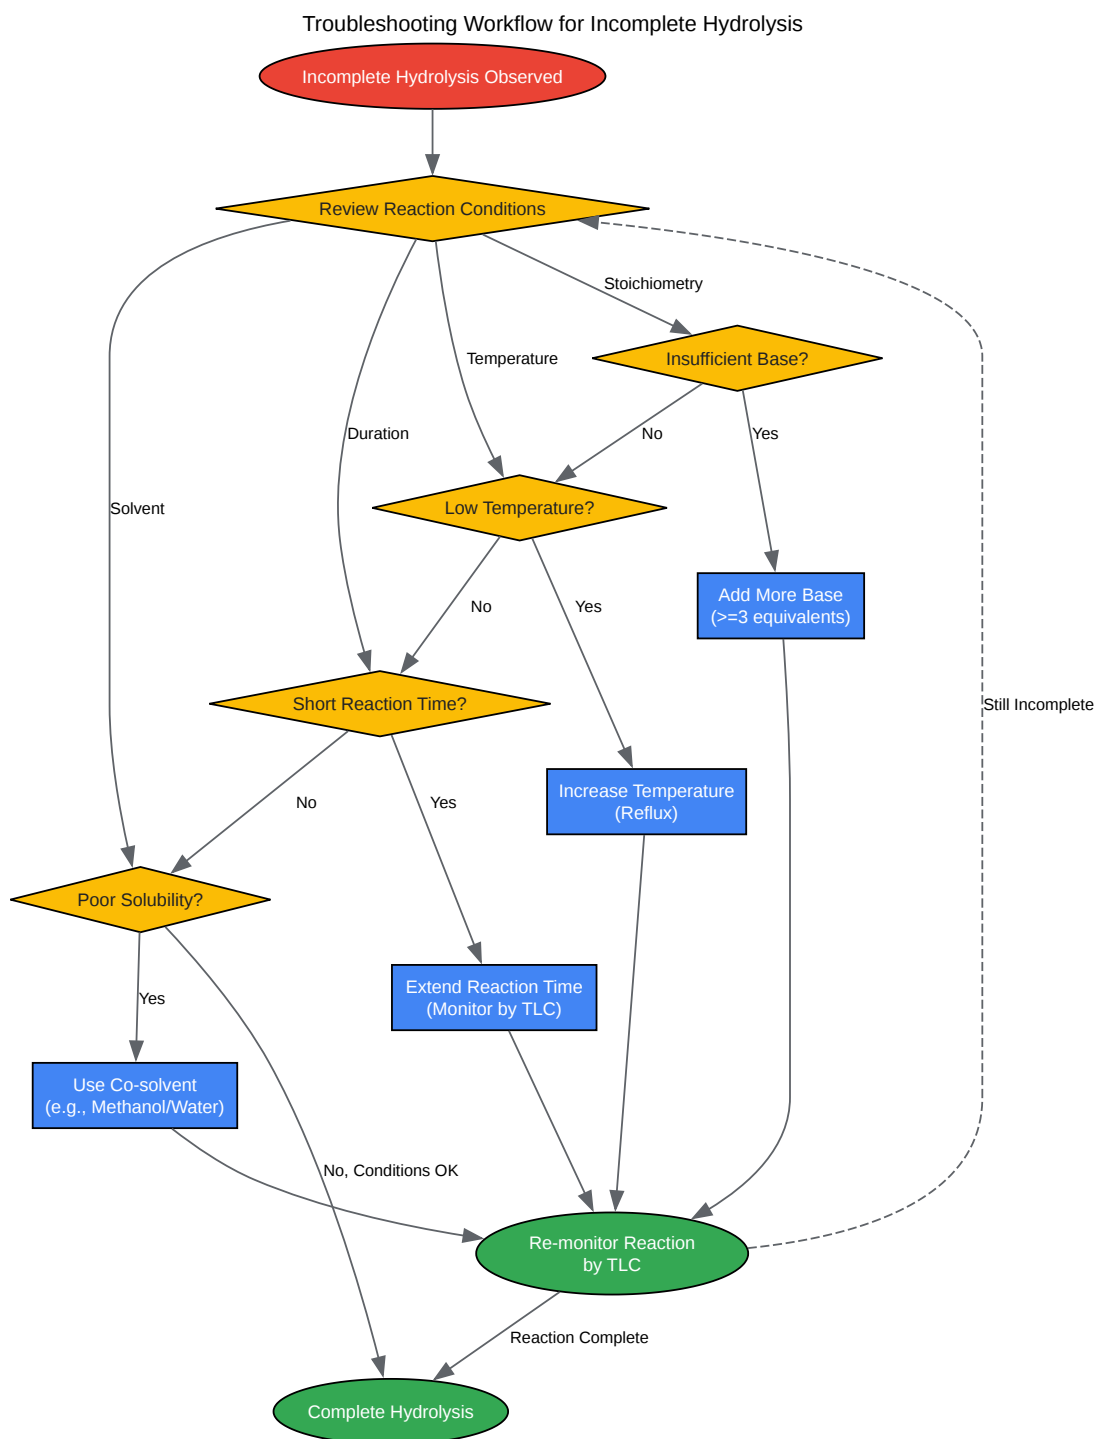 Troubleshooting Workflow for Incomplete Hydrolysis
Incomplete Hydrolysis Observed
Review Reaction Conditions
Stoichiometry
Temperature
Insufficient Base?
Duration
No
Yes
Solvent
Low Temperature?
Add More Base
(>=3 equivalents)
No
Yes
Short Reaction Time?
Still Incomplete
Increase Temperature
(Reflux)
No
Yes
Poor Solubility?
Extend Reaction Time
(Monitor by TLC)
Yes
Use Co-solvent
(e.g., Methanol/Water)
No, Conditions OK
Re-monitor Reaction
by TLC
Reaction Complete
Complete Hydrolysis